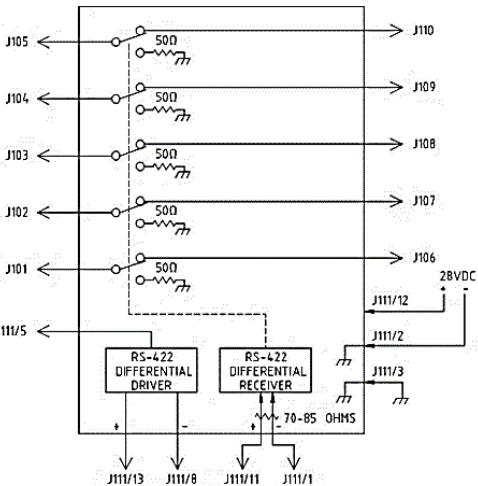 J110
J105
50Ω
J109
J104
50Ω
J108
J103
50Ω
J107
J102
50Ω
J106
J101
50Ω
28VDC
+ -
J111/12
111/5
J111/2
RS-422
DIFFERENTIAL
DRIVER
RS-422
DIFFERENTIAL
RECEIVER
J111/3
70-85 OHMS
+ -
+ -
J111/13
J111/8
J111/11
J111/1